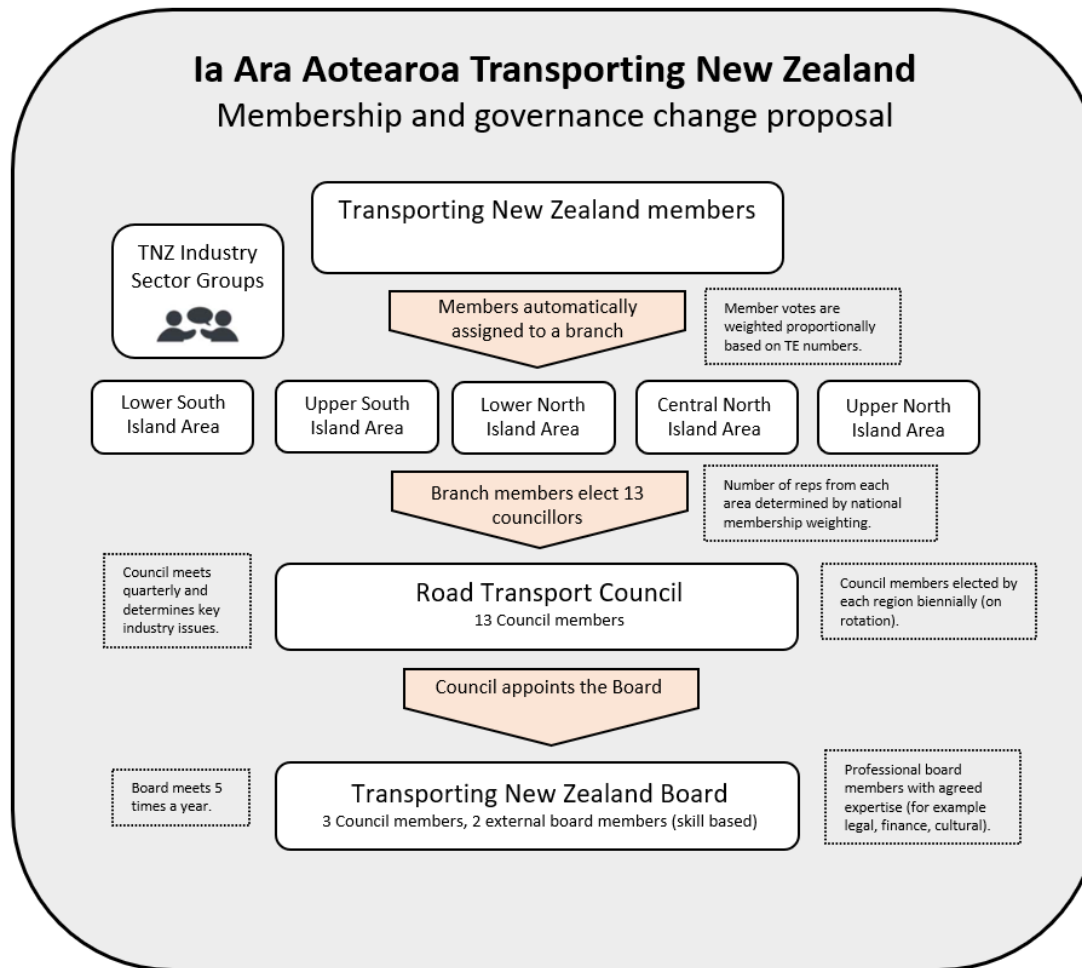 Ia Ara Aotearoa Transporting New Zealand
Membership and governance change proposal
Transporting New Zealand members
TNZ Industry
Sector Groups
Members automatically
assigned to a branch
Member votes are
weighted proportionally
based on TE numbers.
Lower South
Island Area
Upper South
Island Area
Lower North
Island Area
Central North
Island Area
Upper North
Island Area
Branch members elect 13
councillors
Number of reps from each
area determined by national
membership weighting.
Council meets
quarterly and
determines key
industry issues.
Road Transport Council
13 Council members
Council members elected by
each region biennially (on
rotation).
Council appoints the Board
Board meets 5
times a year.
Transporting New Zealand Board
3 Council members, 2 external board members (skill based)
Professional board
members with agreed
expertise (for example
legal, finance, cultural).